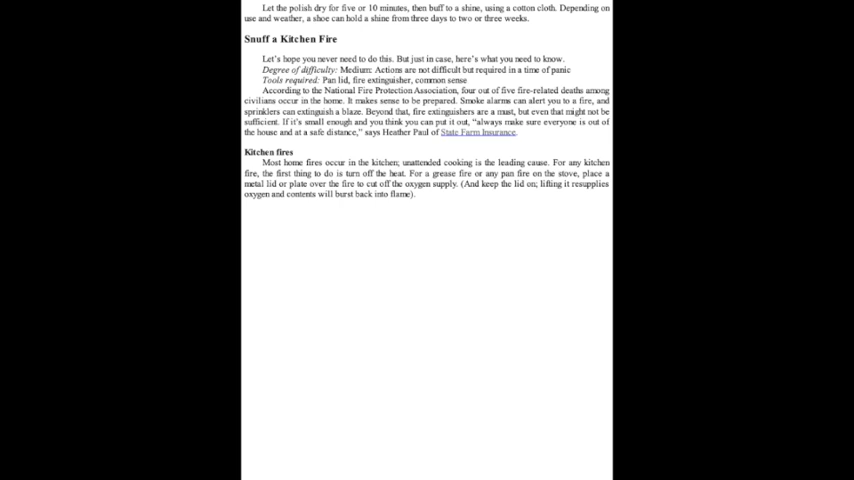 Let the polish dry for five or 10 minutes, then buff to a shine, using a cotton cloth. Depending on
use and weather, a shoe can hold a shine from three days to two or three weeks.
Snuff a Kitchen Fire
Let's hope you never need to do this. But just in case, here's what you need to know.
Degree of difficulty: Medium: Actions are not difficult but required in a time of panic
Tools required: Pan lid, fire extinguisher, common sense
According to the National Fire Protection Association, four out of five fire-related deaths among
civilians occur in the home. It makes sense to be prepared. Smoke alarms can alert you to a fire, and
sprinklers can extinguish a blaze. Beyond that, fire extinguishers are a must, but even that might not be
sufficient. If it's small enough and you think you can put it out, "always make sure everyone is out of
the house and at a safe distance," says Heather Paul of State Farm Insurance.
Kitchen fires
Most home fires occur in the kitchen; unattended cooking is the leading cause. For any kitchen
fire, the first thing to do is turn off the heat. For a grease fire or any pan fire on the stove, place a
metal lid or plate over the fire to cut off the oxygen supply. (And keep the lid on; lifting it resupplies
oxygen and contents will burst back into flame).